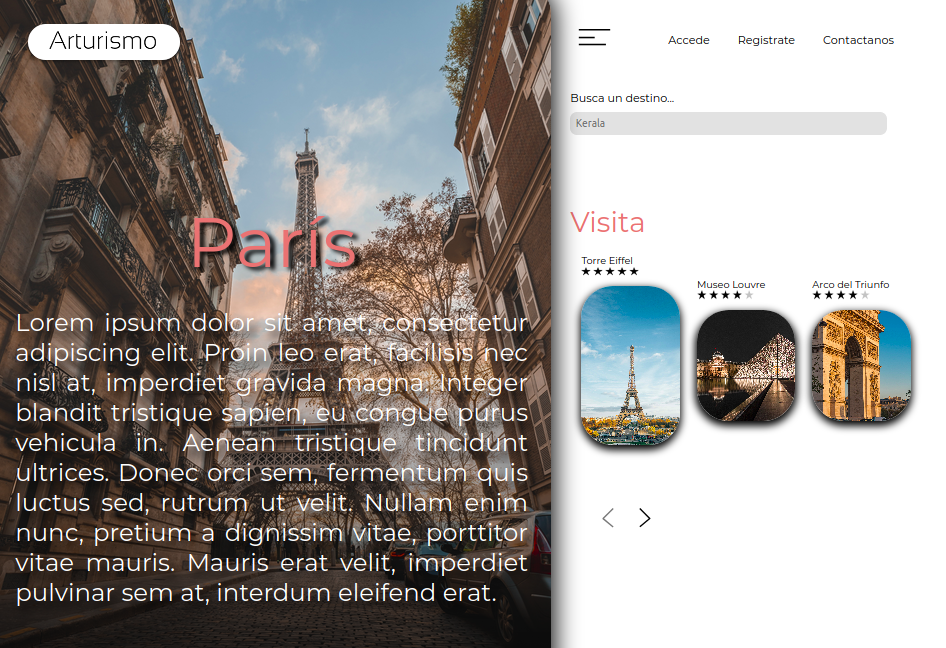 Arturismo
París
Lorem ipsum dolor sit amet, consectetur
adipiscing elit. Proin leo erat, facilisis nec
nisl at, imperdiet gravida magna. Integer
blandit tristique sapien, eu congue purus
vehicula in. Aenean tristique tincidunt
ultrices. Donec orci sem, fermentum quis
luctus sed, rutrum ut velit. Nullam enim
nunc, pretium a dignissim vitae, porttitor
vitae mauris. Mauris erat velit, imperdiet
pulvinar sem at, interdum eleifend erat.
Accede Registrate Contactanos
Busca un destino...
Kerala
Visita
Torre Eiffel
Museo Louvre
Arco del Triunfo